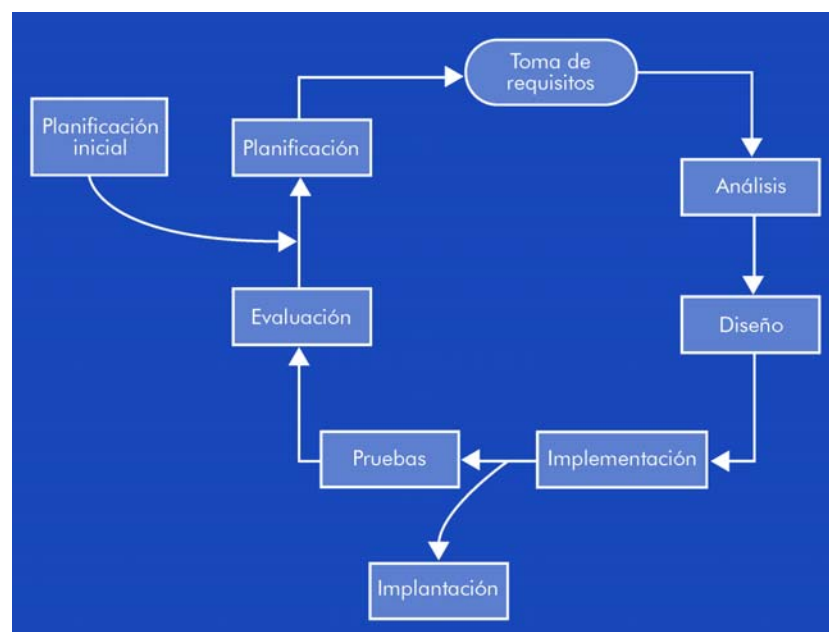 Toma de
requisitos
Planificación
inicial
Planificación
Análisis
Evaluación
Diseño
Pruebas
Implementación
Implantación